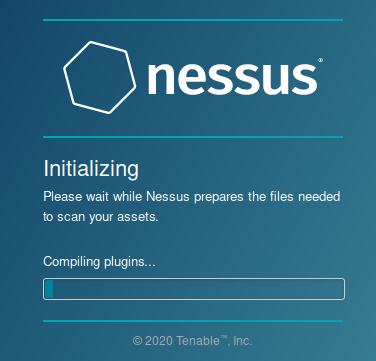 nessus®
Initializing
Please wait while Nessus prepares the files needed
to scan your assets.
Compiling plugins...
© 2020 Tenable™, Inc.